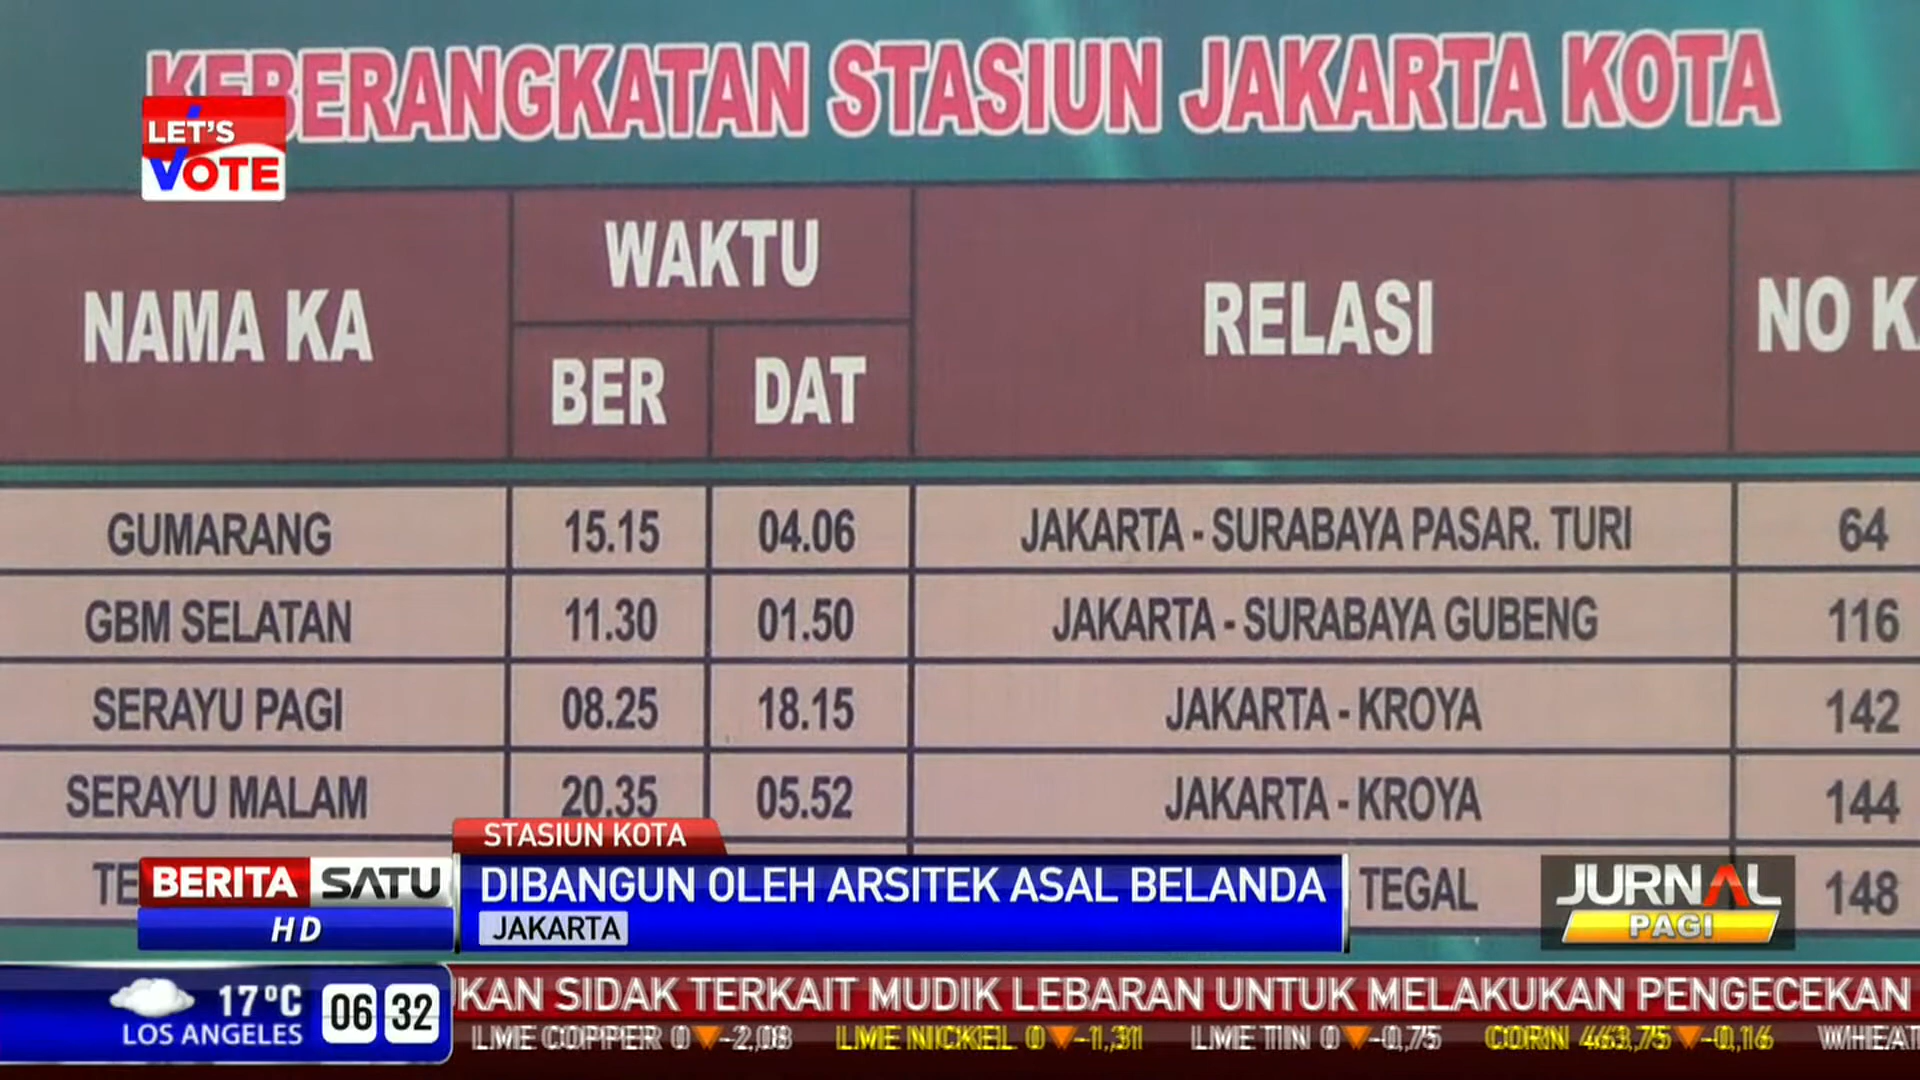 KEBERANGKATAN STASIUN JAKARTA KOTA
LET'S
VOTE
NAMA KA
WAKTU
BER
DAT
RELASI
NO
GUMARANG 15.15 04.06 JAKARTA - SURABAYA PASAR. TURI 64
GBM SELATAN 11.30 01.50 JAKARTA - SURABAYA GUBENG 116
SERAYU PAGI 08.25 18.15 JAKARTA - KROYA 142
SERAYU MALAM 20.35 05.52 JAKARTA - KROYA 144
TEGAL 148
STASIUN KOTA
BERITA SATU
HD
DIBANGUN OLEH ARSITEK ASAL BELANDA
JAKARTA
JURNAL
PAGI
17°C
LOS ANGELES
06 32
KAN SIDAK TERKAIT MUDIK LEBARAN UNTUK MELAKUKAN PENGECEKAN
LME COPPER 0 -2,08 LME NICKEL 0 -1,31 LME TIN 0 -0,75 CORN 463,75 -0,16 WHEAT